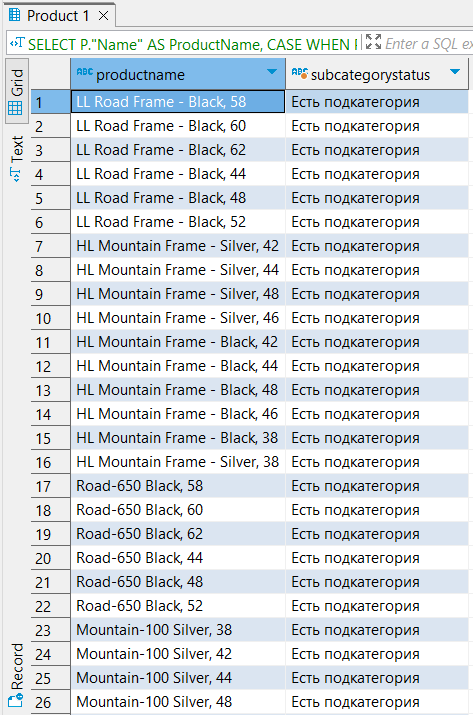 Product 1
SELECT P."Name" AS ProductName, CASE WHEN Enter a SQL ex
Grid
Text
Record
productname subcategorystatus
1 LL Road Frame - Black, 58 Есть подкатегория
2 LL Road Frame - Black, 60 Есть подкатегория
3 LL Road Frame - Black, 62 Есть подкатегория
4 LL Road Frame - Black, 44 Есть подкатегория
5 LL Road Frame - Black, 48 Есть подкатегория
6 LL Road Frame - Black, 52 Есть подкатегория
7 HL Mountain Frame - Silver, 42 Есть подкатегория
8 HL Mountain Frame - Silver, 44 Есть подкатегория
9 HL Mountain Frame - Silver, 48 Есть подкатегория
10 HL Mountain Frame - Silver, 46 Есть подкатегория
11 HL Mountain Frame - Black, 42 Есть подкатегория
12 HL Mountain Frame - Black, 44 Есть подкатегория
13 HL Mountain Frame - Black, 48 Есть подкатегория
14 HL Mountain Frame - Black, 46 Есть подкатегория
15 HL Mountain Frame - Black, 38 Есть подкатегория
16 HL Mountain Frame - Silver, 38 Есть подкатегория
17 Road-650 Black, 58 Есть подкатегория
18 Road-650 Black, 60 Есть подкатегория
19 Road-650 Black, 62 Есть подкатегория
20 Road-650 Black, 44 Есть подкатегория
21 Road-650 Black, 48 Есть подкатегория
22 Road-650 Black, 52 Есть подкатегория
23 Mountain-100 Silver, 38 Есть подкатегория
24 Mountain-100 Silver, 42 Есть подкатегория
25 Mountain-100 Silver, 44 Есть подкатегория
26 Mountain-100 Silver, 48 Есть подкатегория